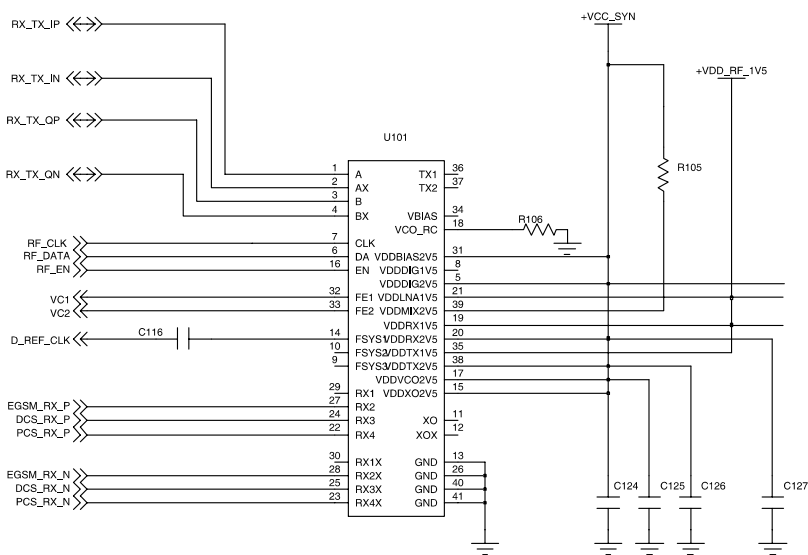 +VCC_SYN
RX_TX_IP
+VDD_RF_1V5
RX_TX_IN
RX_TX_QP
U101
R105
RX_TX_QN
1 A TX1 36
2 AX TX2 37
3 B
4 BX VBIAS 34
VCO_RC 18 R106
RF_CLK 7 CLK
RF_DATA 6 DA VDDBIAS2V5 31
RF_EN 16 EN VDDDIG1V5 8
VDDDIG2V5 5
VC1 32 FE1 VDDLNA1V5 21
VC2 33 FE2 VDDMIX2V5 39
VDDRX1V5 19
D_REF_CLK C116 14 FSYS1 VDDRX2V5 20
10 FSYS2 VDDTX1V5 35
9 FSYS3 VDDTX2V5 38
VDDVCO2V5 17
29 RX1 VDDXO2V5 15
EGSM_RX_P 27 RX2
DCS_RX_P 24 RX3 XO 11
PCS_RX_P 22 RX4 XOX 12
30 RX1X GND 13
EGSM_RX_N 28 RX2X GND 26
DCS_RX_N 25 RX3X GND 40
PCS_RX_N 23 RX4X GND 41
C124 C125 C126 C127